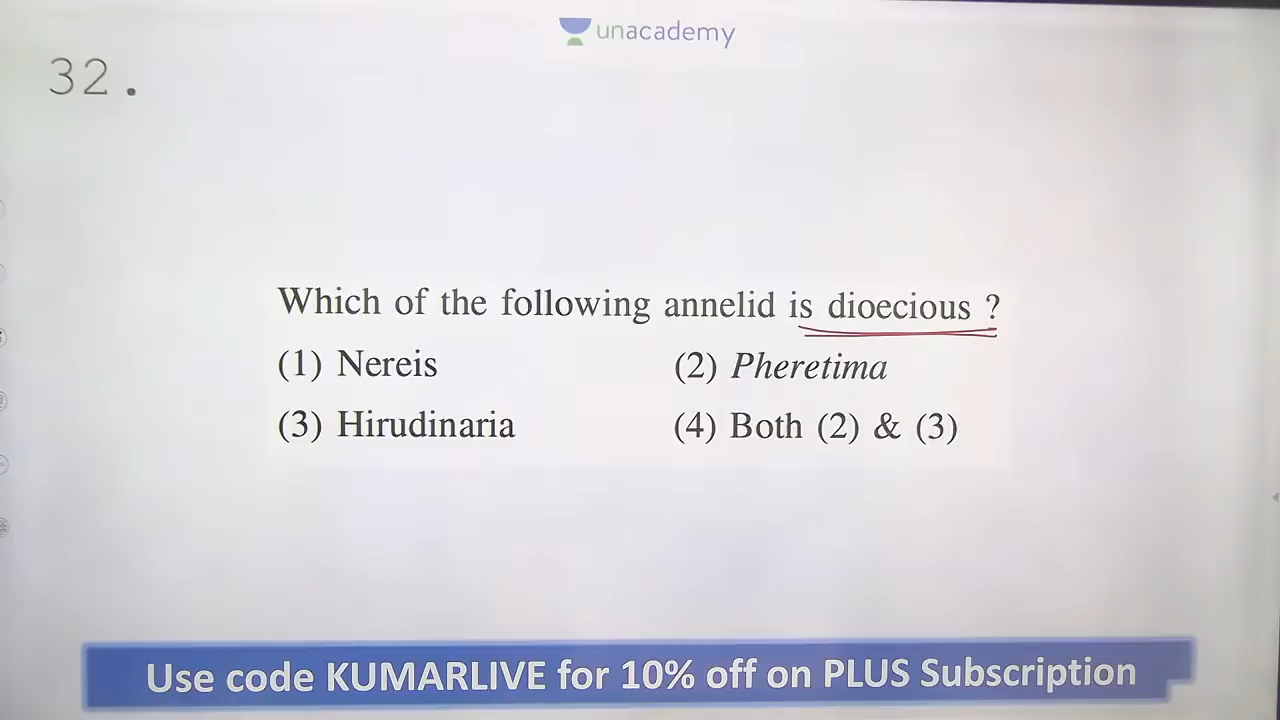 unacademy
32.
Which of the following annelid is dioecious ?
(1) Nereis (2) Pheretima
(3) Hirudinaria (4) Both (2) & (3)
Use code KUMARLIVE for 10% off on PLUS Subscription